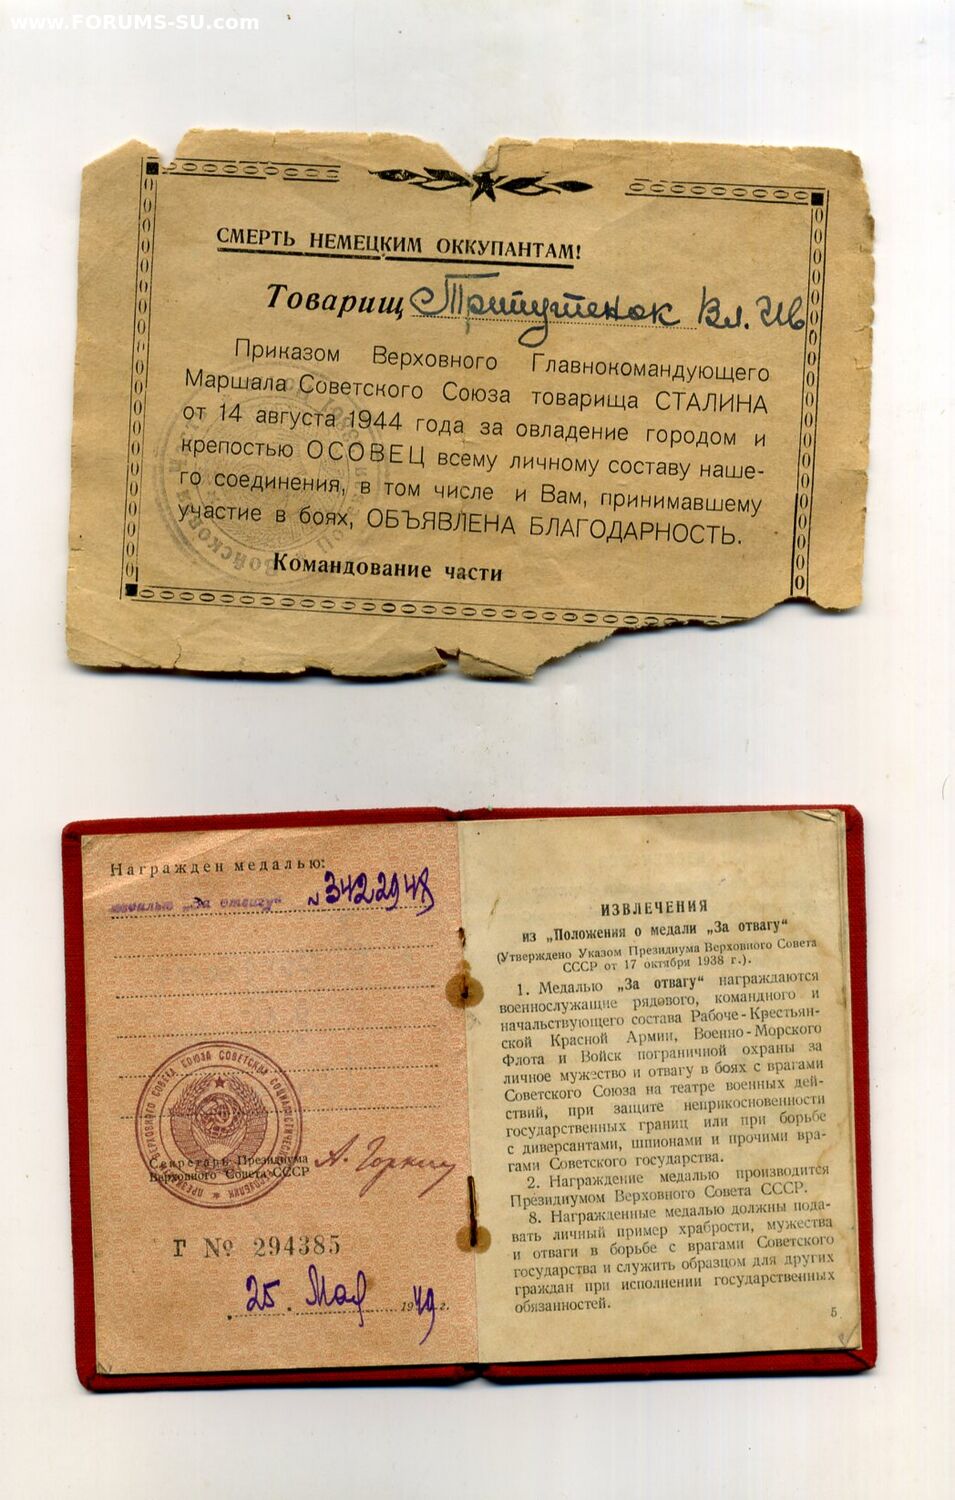 www.FORUMS-SU.com
СМЕРТЬ НЕМЕЦКИМ ОККУПАНТАМ!
Товарищ Тритутенок Вл. Ив
Приказом Верховного Главнокомандующего
Маршала Советского Союза товарища СТАЛИНА
от 14 августа 1944 года за овладение городом и
крепостью ОСОВЕЦ всему личному составу наше-
го соединения, в том числе и Вам, принимавшему
участие в боях, ОБЪЯВЛЕНА БЛАГОДАРНОСТЬ.
Командование части
Награжден медалью:
медалью „За отвагу" № 3422948
Секретарь Президиума
Верховного Совета СССР
А. Горкин
Г № 294385
25. Мая 1949 г.
ИЗВЛЕЧЕНИЯ
из „Положения о медали „За отвагу"
(Утверждено Указом Президиума Верховного Совета
СССР от 17 октября 1938 г.).
1. Медалью „За отвагу" награждаются
военнослужащие рядового, командного и
начальствующего состава Рабоче-Крестьян-
ской Красной Армии, Военно-Морского
Флота и Войск пограничной охраны за
личное мужество и отвагу в боях с врагами
Советского Союза на театре военных дей-
ствий, при защите неприкосновенности
государственных границ или при борьбе
с диверсантами, шпионами и прочими вра-
гами Советского государства.
2. Награждение медалью производится
Президиумом Верховного Совета СССР.
8. Награжденные медалью должны пода-
вать личный пример храбрости, мужества
и отваги в борьбе с врагами Советского
государства и служить образцом для других
граждан при исполнении государственных
обязанностей.
5